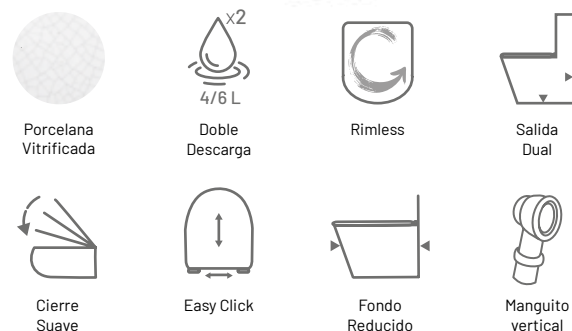 x2
4/6 L
Porcelana
Vitrificada
Doble
Descarga
Rimless
Salida
Dual
Cierre
Suave
Easy Click
Fondo
Reducido
Manguito
vertical